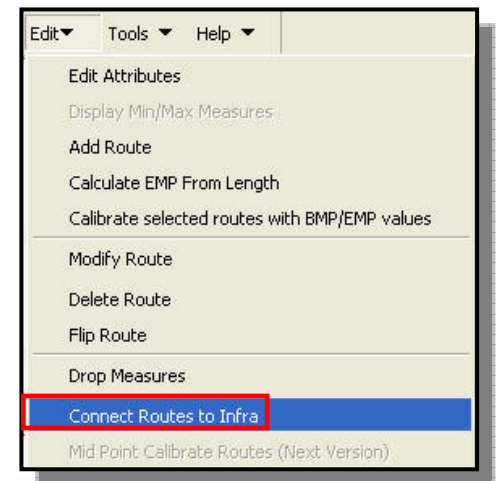 Edit▼ Tools ▼ Help ▼
Edit Attributes
Display Min/Max Measures
Add Route
Calculate EMP From Length
Calibrate selected routes with BMP/EMP values
Modify Route
Delete Route
Flip Route
Drop Measures
Connect Routes to Infra
Mid Point Calibrate Routes (Next Version)